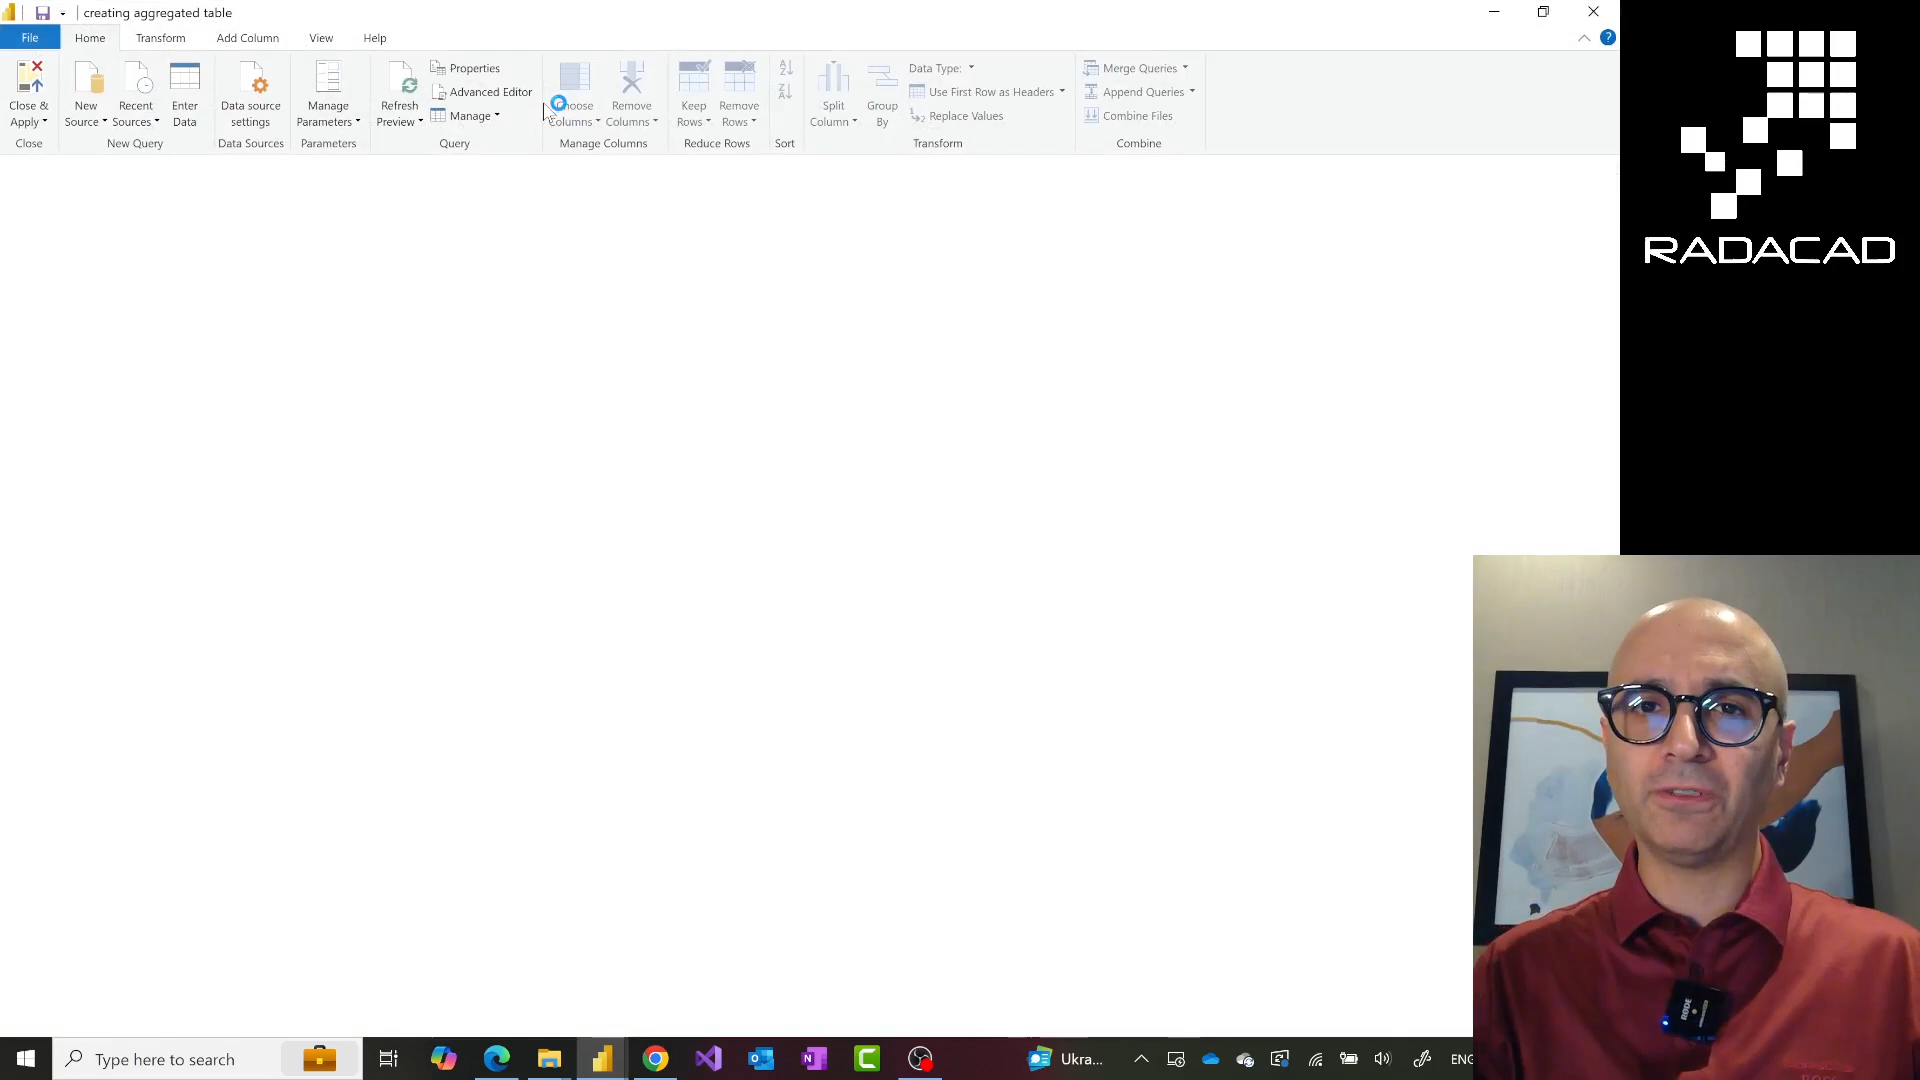 creating aggregated table
File
Home
Transform
Add Column
View
Help
Close & Apply
New Source
Recent Sources
Enter Data
Data source settings
Manage Parameters
Refresh Preview
Properties
Advanced Editor
Manage
Choose Columns
Remove Columns
Keep Rows
Remove Rows
Split Column
Group By
Data Type:
Use First Row as Headers
Replace Values
Merge Queries
Append Queries
Combine Files
Close
New Query
Data Sources
Parameters
Query
Manage Columns
Reduce Rows
Sort
Transform
Combine
RADACAD
RØDE
Type here to search
Ukra...
ENG